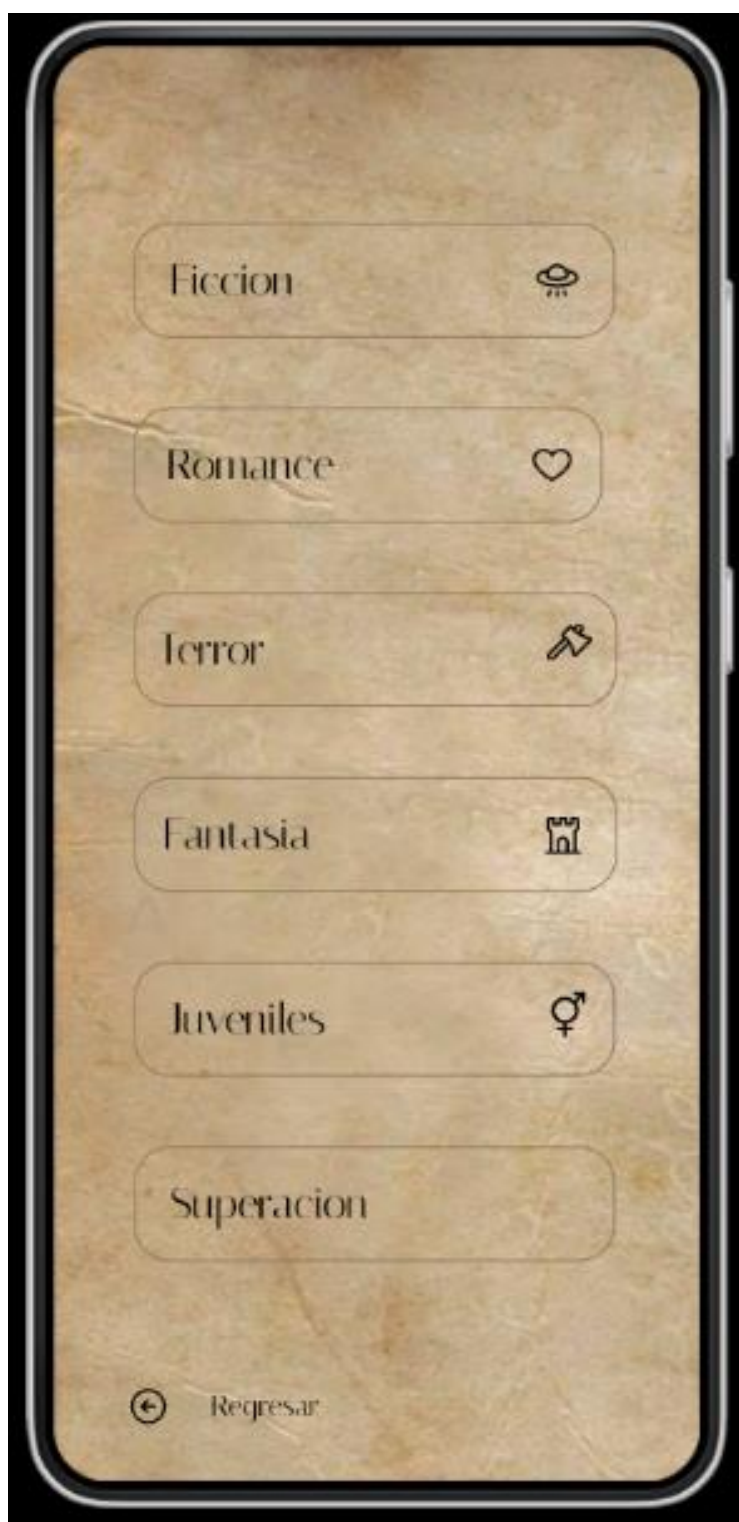 Ficcion
Romance
Terror
Fantasia
Juveniles
Superacion
Regresar